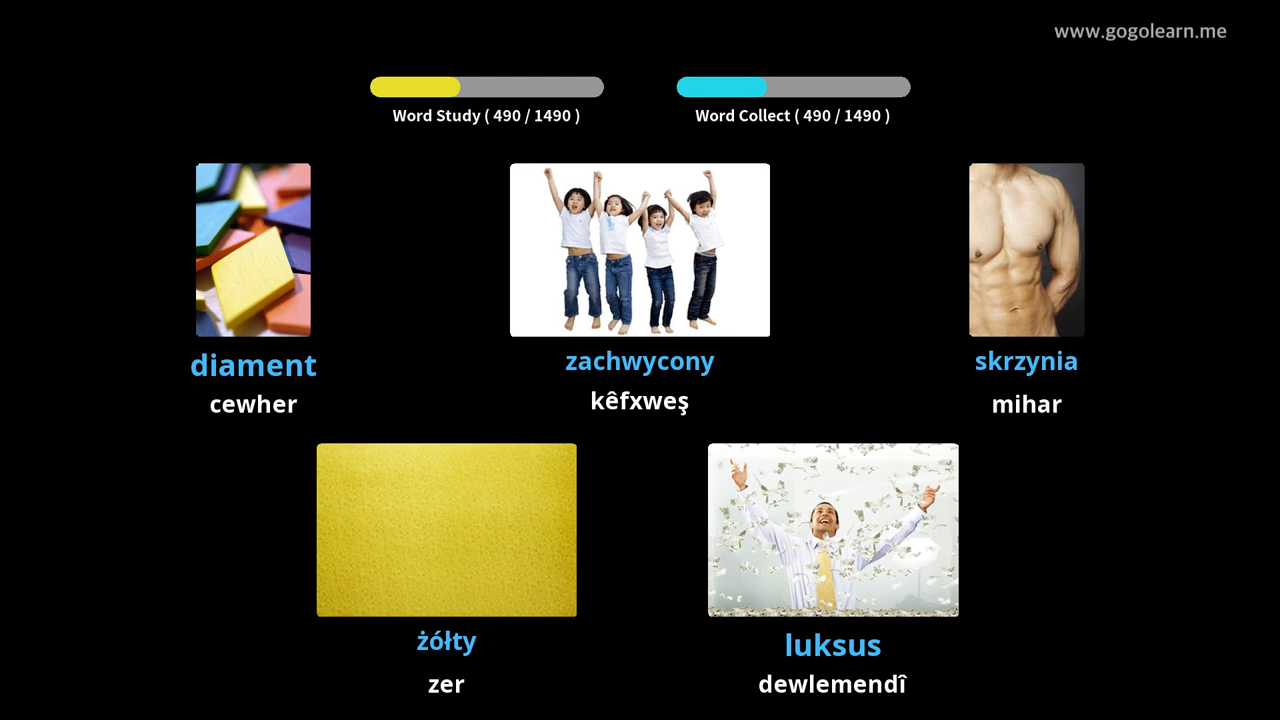 www.gogolearn.me
Word Study ( 490 / 1490 )
Word Collect ( 490 / 1490 )
diament
cewher
zachwycony
kêfxweş
skrzynia
mihar
żółty
zer
luksus
dewlemendî